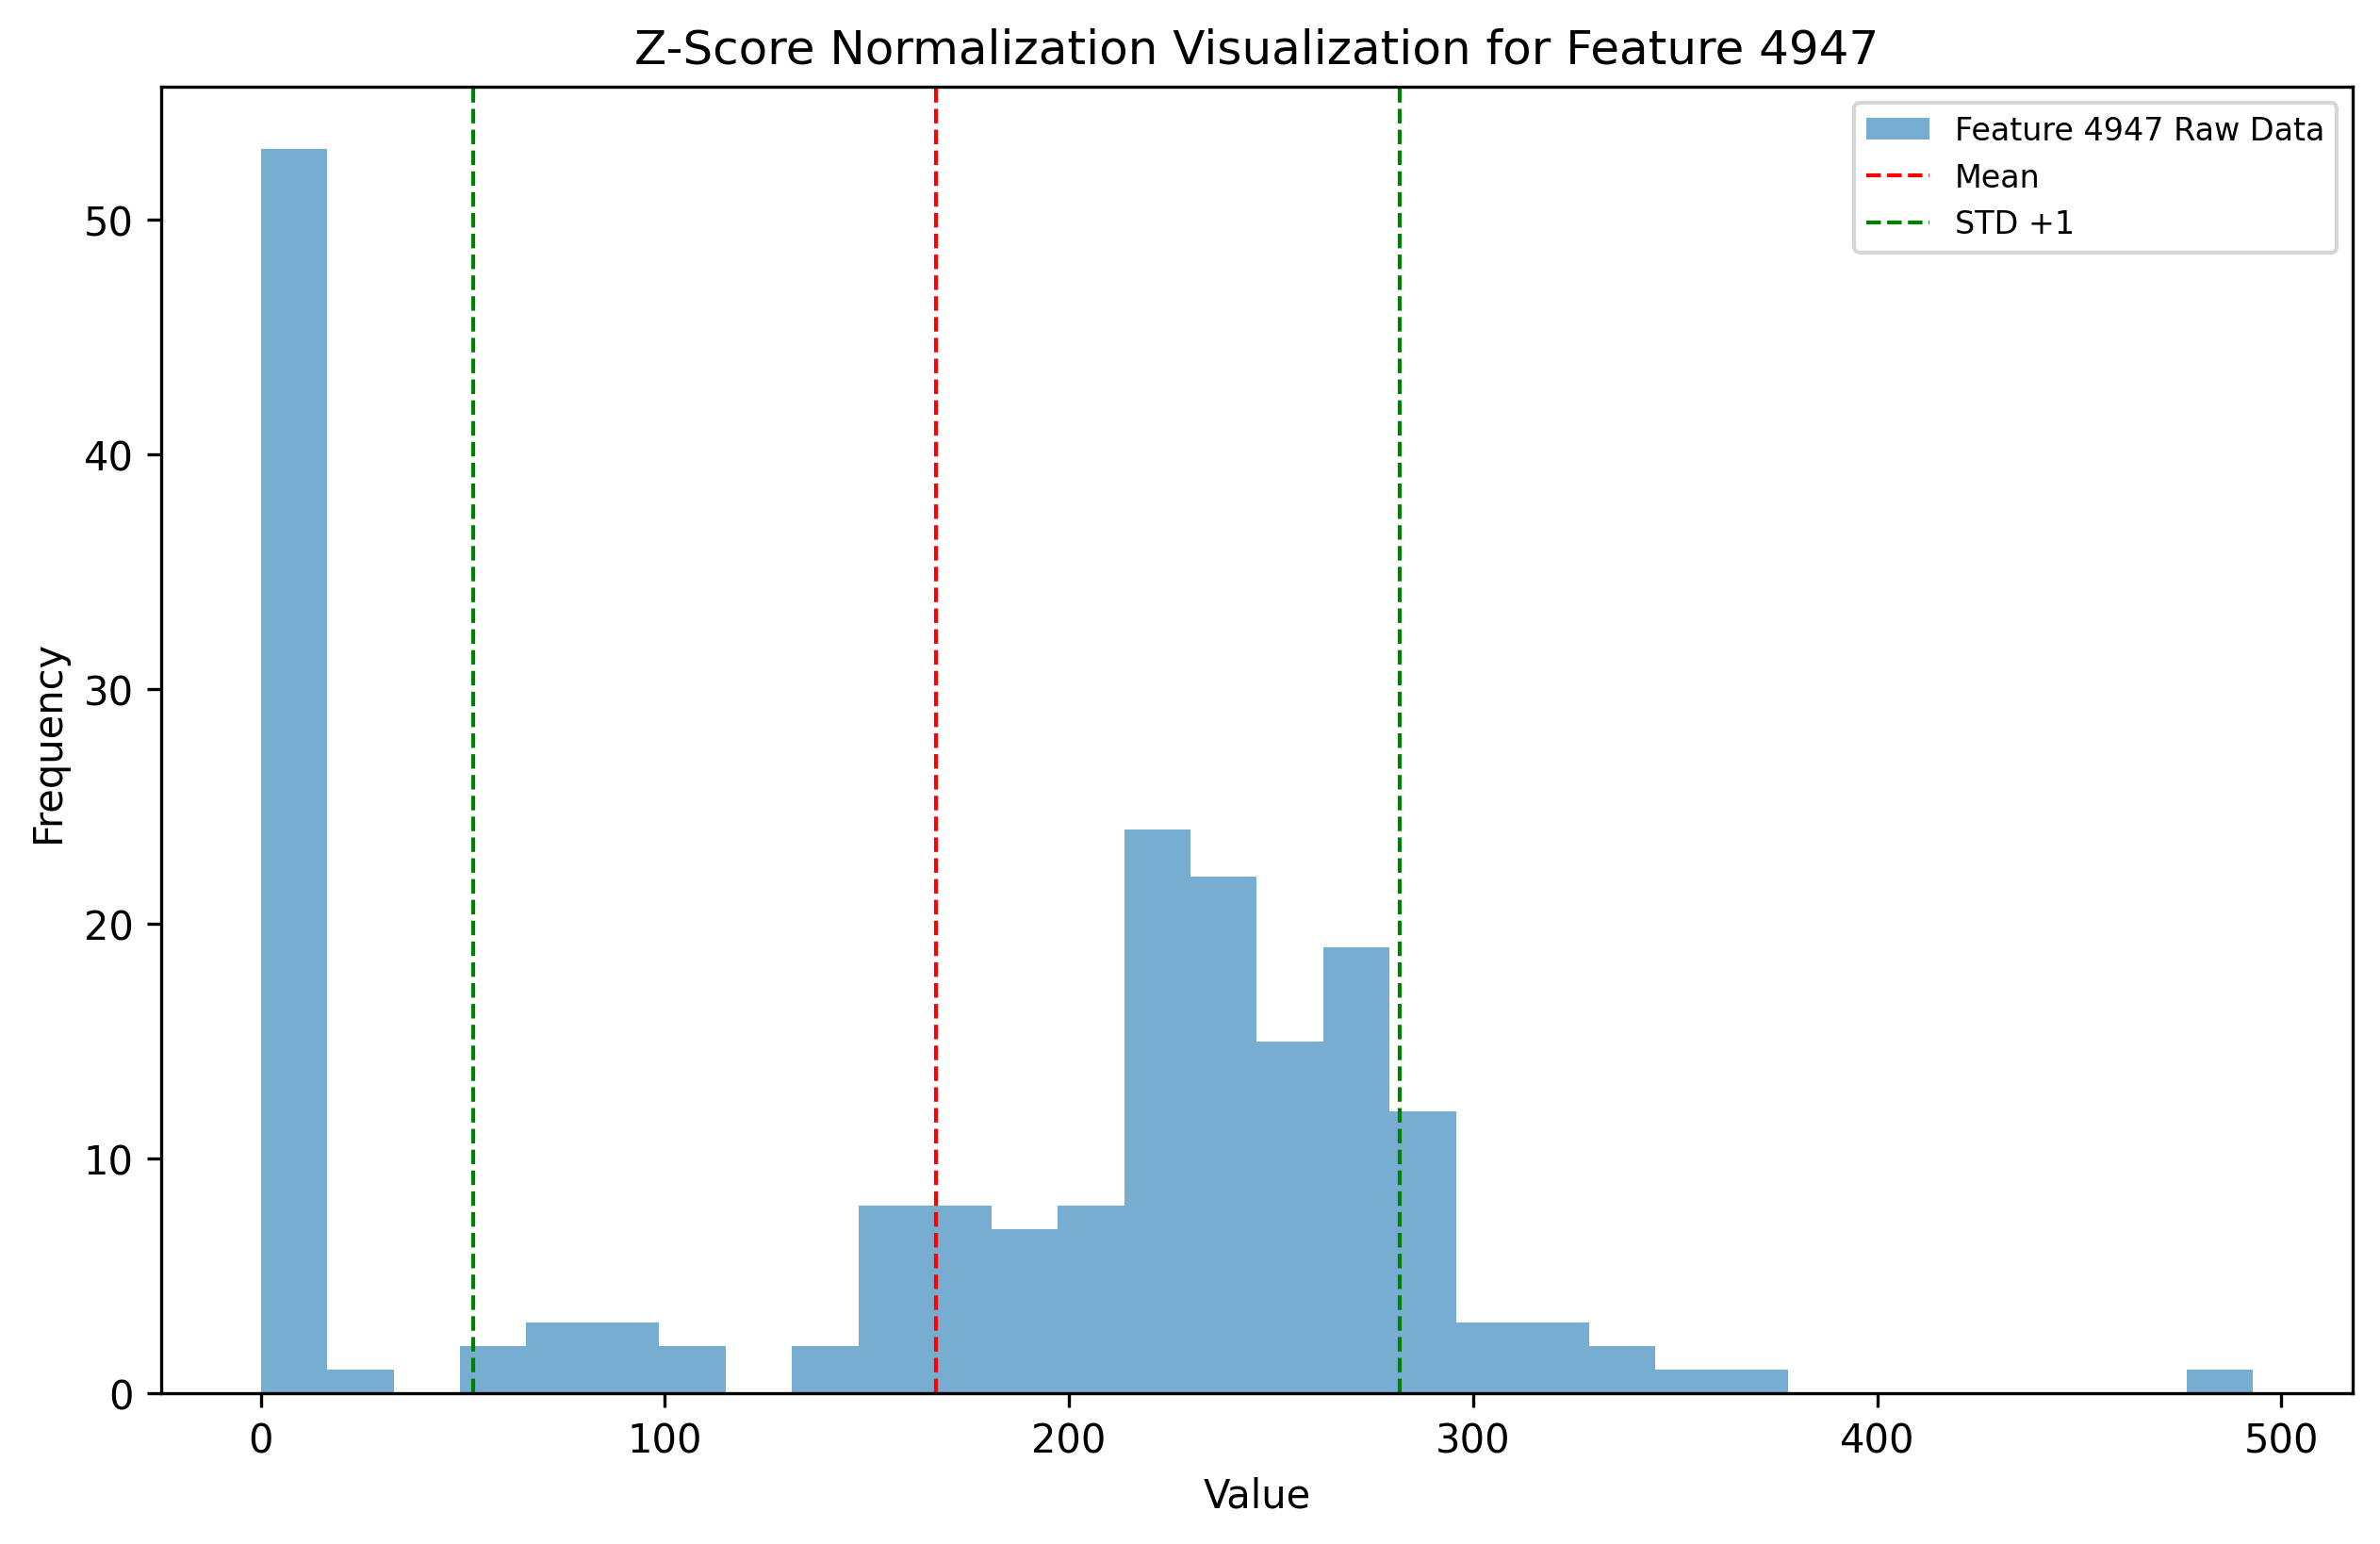 Z-Score Normalization Visualization for Feature 4947
Feature 4947 Raw Data
Mean
STD +1
Frequency
50
40
30
20
10
0
0 100 200 300 400 500
Value